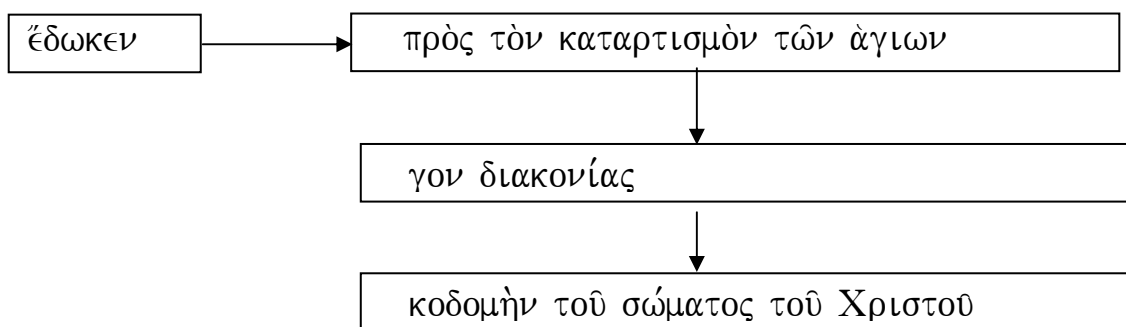 ἔδωκεν
πρὸς τὸν καταρτισμὸν τῶν ἁγιων
γον διακονίας
κοδομὴν τοῦ σώματος τοῦ Χριστοῦ